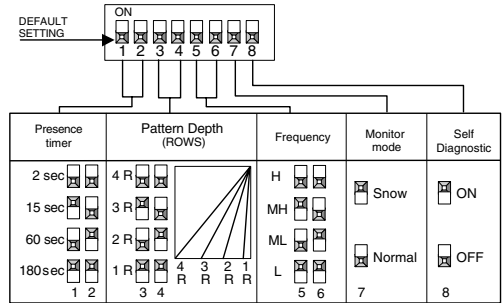 ON
DEFAULT
SETTING
1 2 3 4 5 6 7 8
Presence
timer
Pattern Depth
(ROWS)
Frequency
Monitor
mode
Self
Diagnostic
2 sec
4 R
H
Snow
ON
15 sec
3 R
MH
60 sec
2 R
ML
Normal
OFF
180sec
1 R
4 3 2 1
R R R R
L
1 2
3 4
5 6
7
8